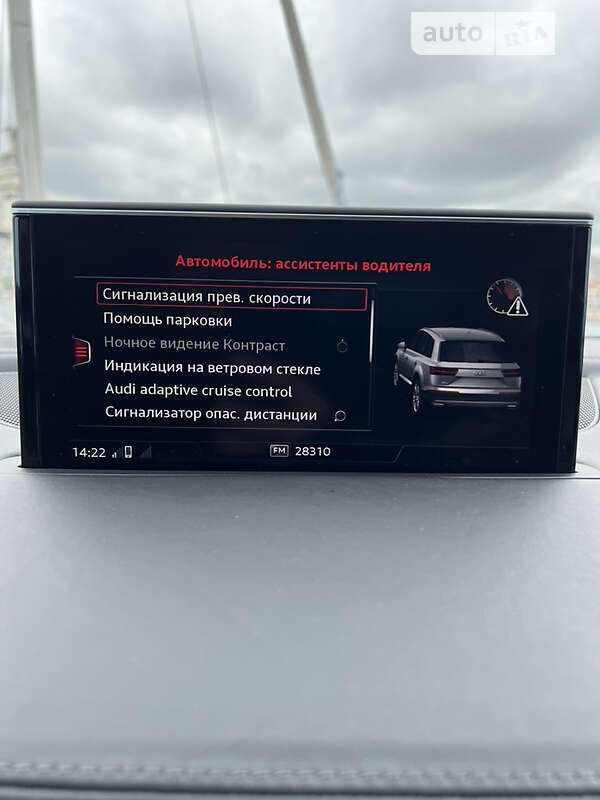 auto RIA
Автомобиль: ассистенты водителя
Сигнализация прев. скорости
Помощь парковки
Ночное видение Контраст
Индикация на ветровом стекле
Audi adaptive cruise control
Сигнализатор опас. дистанции
14:22 FM 28310